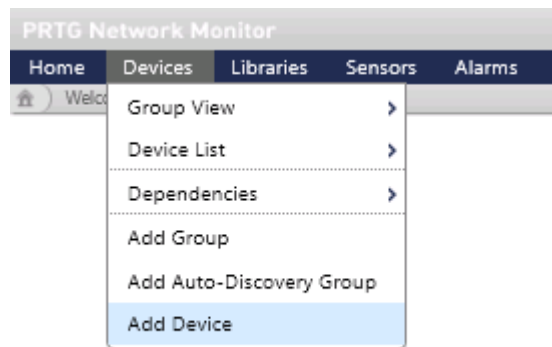 PRTG Network Monitor
Home Devices Libraries Sensors Alarms
Group View
Device List
Dependencies
Add Group
Add Auto-Discovery Group
Add Device